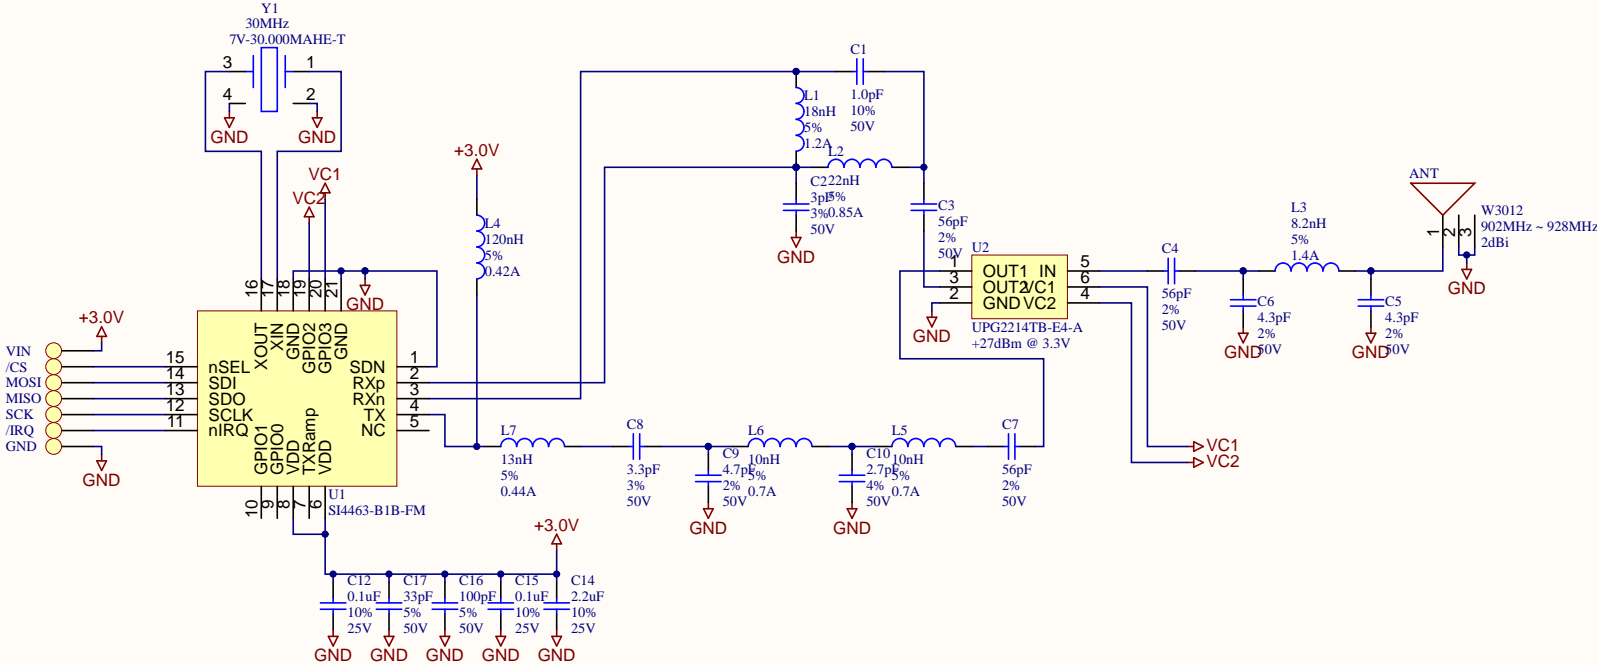 Y1
30MHz
7V-30.000MAHE-T
3
1
4
2
GND
GND
VC1
VC2
+3.0V
L4
120nH
5%
0.42A
C1
1.0pF
10%
50V
L1
18nH
5%
1.2A
L2
22nH
5%
0.85A
C2
3pF
3%
50V
GND
C3
56pF
2%
50V
U2
1
3
2
OUT1
OUT2
GND
IN
VC1
VC2
5
6
4
UPG2214TB-E4-A
+27dBm @ 3.3V
GND
C4
56pF
2%
50V
L3
8.2nH
5%
1.4A
C6
4.3pF
2%
50V
GND
C5
4.3pF
2%
50V
GND
ANT
1
2
3
W3012
902MHz ~ 928MHz
2dBi
GND
VC1
VC2
+3.0V
VIN
/CS
MOSI
MISO
SCK
/IRQ
GND
GND
15
14
13
12
11
nSEL
SDI
SDO
SCLK
nIRQ
16
17
18
19
20
21
XOUT
XIN
GND
GPIO2
GPIO3
GND
GND
SDN
RXp
RXn
TX
NC
1
2
3
4
5
GPIO1
GPIO0
VDD
TXRamp
VDD
10
9
8
7
6
U1
SI4463-B1B-FM
L7
13nH
5%
0.44A
C8
3.3pF
3%
50V
C9
4.7pF
2%
50V
GND
L6
10nH
5%
0.7A
C10
2.7pF
4%
50V
GND
L5
10nH
5%
0.7A
C7
56pF
2%
50V
+3.0V
C12
0.1uF
10%
25V
GND
C17
33pF
5%
50V
GND
C16
100pF
5%
50V
GND
C15
0.1uF
10%
25V
GND
C14
2.2uF
10%
25V
GND